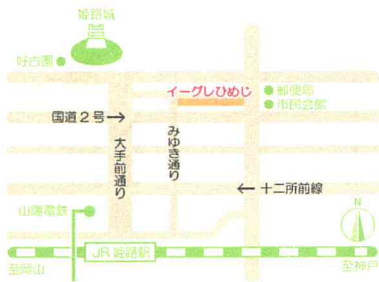 姫路城
好古園
イーグレひめじ
郵便局
市民会館
国道2号
大手前通り
みゆき通り
十二所前線
山陽電鉄
N
JR 姫路駅
至岡山
至神戸